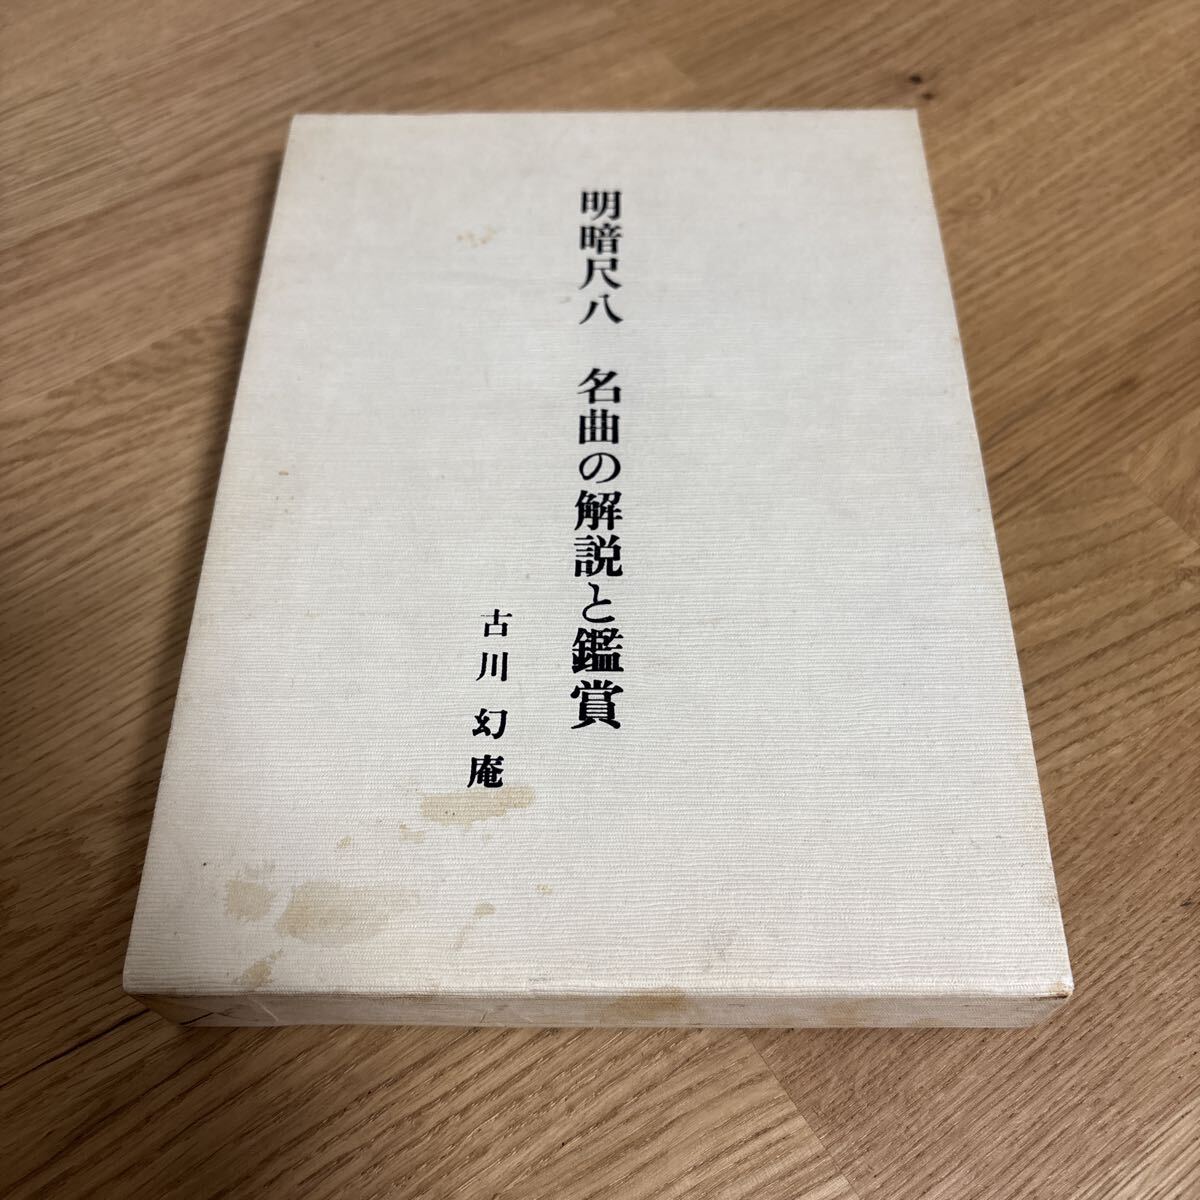 明暗尺八　名曲の解説と鑑賞
古川幻庵